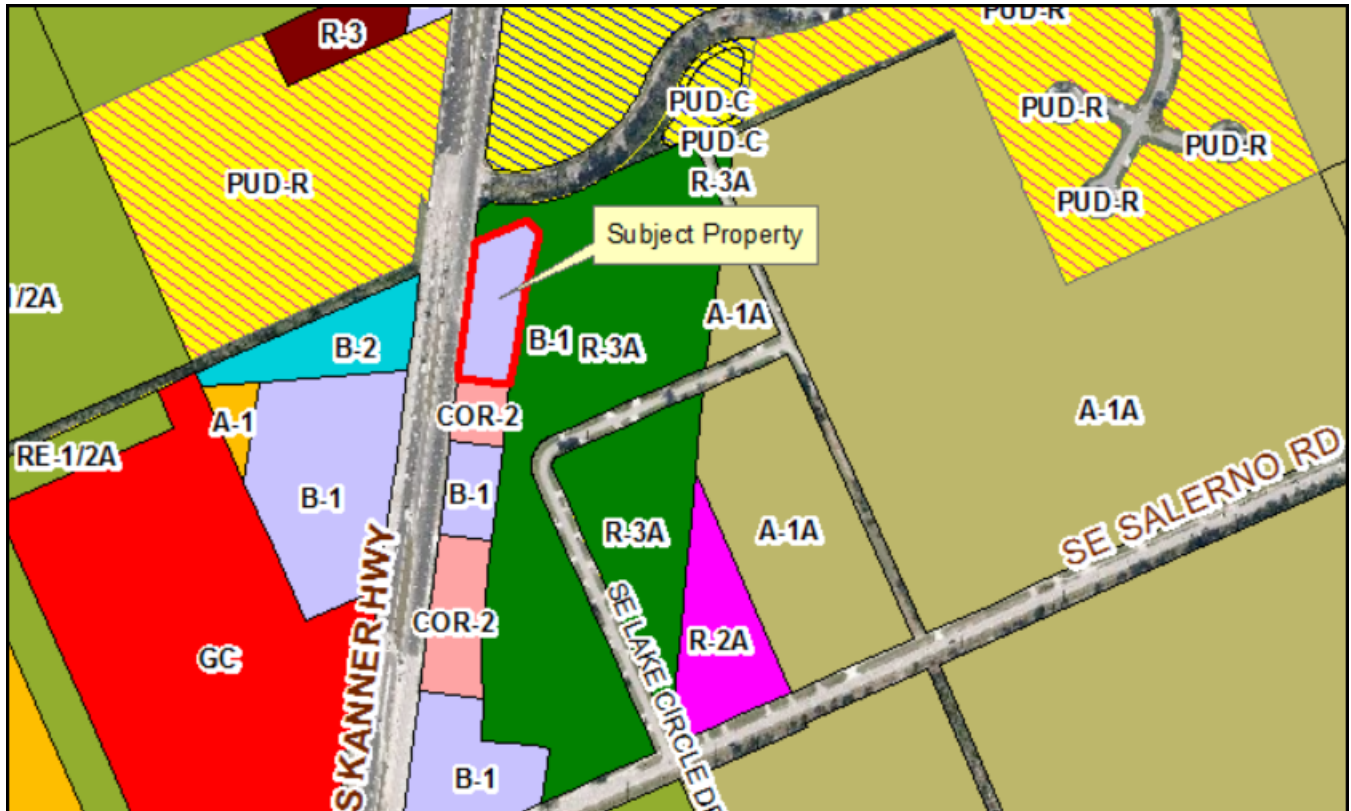 PUD-R
R-3
PUD-C
PUD-R
PUD-R
PUD-C
PUD-R
R-3A
PUD-R
Subject Property
1/2A
A-1A
B-1
R-3A
B-2
A-1A
COR-2
A-1
RE-1/2A
B-1
B-1
R-3A
A-1A
SE SALERNO RD
COR-2
R-2A
GC
S KANNER HWY
SE LAKE CIRCLE DR
B-1